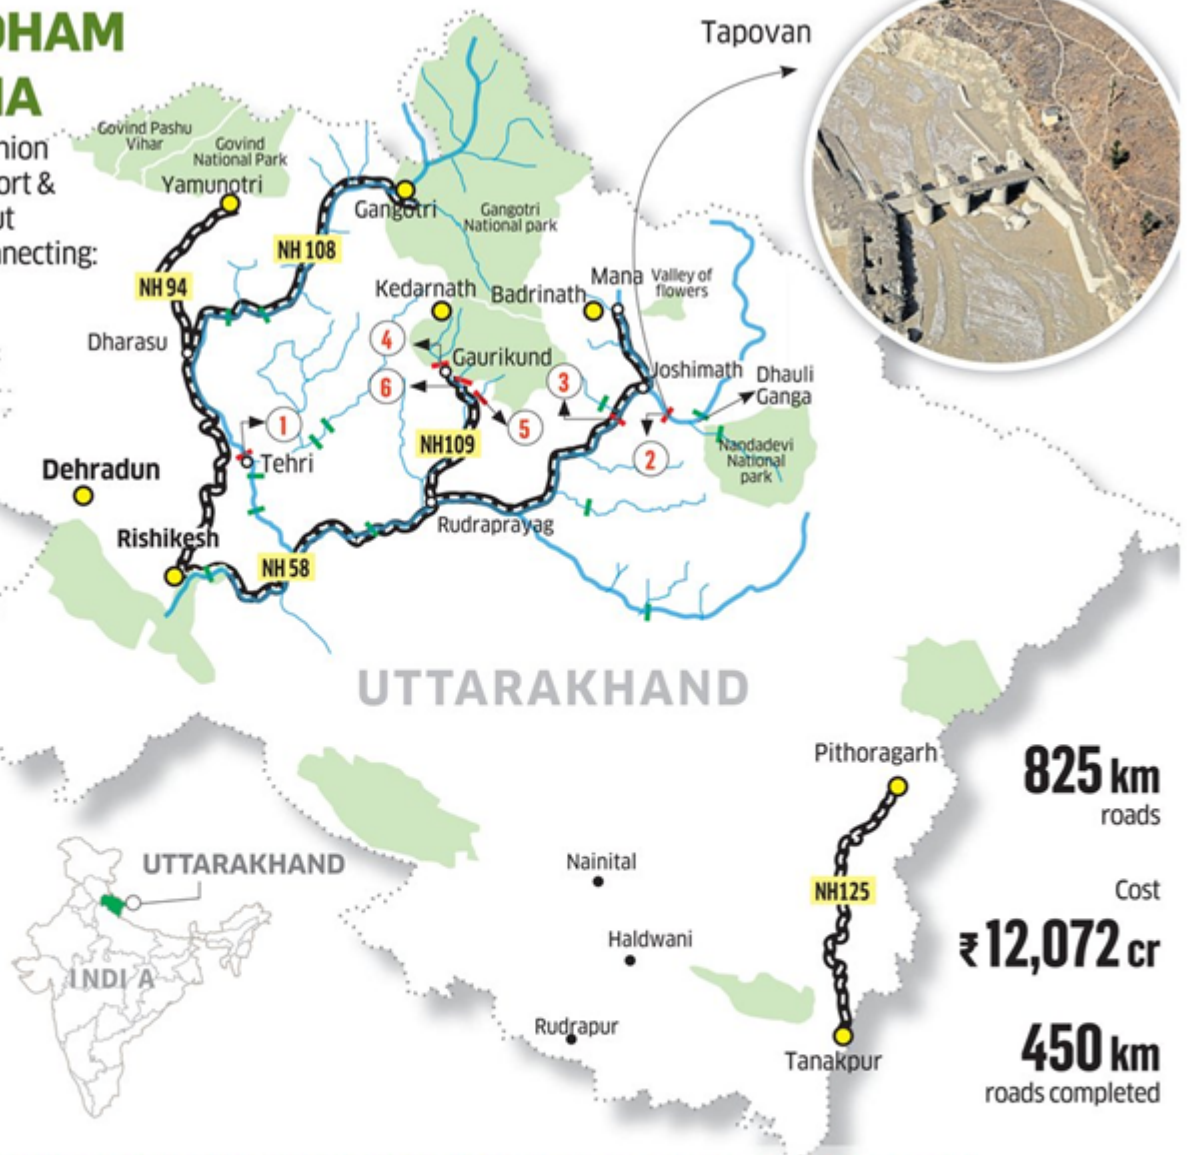 DHAM
IA
nion
ort &
ut
nnecting:
Tapovan
Govind Pashu
Vihar
Govind
National Park
Yamunotri
Gangotri
Gangotri
National park
NH 108
NH 94
Kedarnath
Badrinath
Mana
Valley of
flowers
Dharasu
4
Gaurikund
6
3
Joshimath
Dhauli
Ganga
1
5
NH109
2
Nandadevi
National
park
Tehri
Dehradun
Rudraprayag
Rishikesh
NH 58
UTTARAKHAND
Pithoragarh
825 km
roads
UTTARAKHAND
Nainital
NH125
Cost
Haldwani
₹12,072 cr
INDIA
Rudrapur
450 km
Tanakpur
roads completed